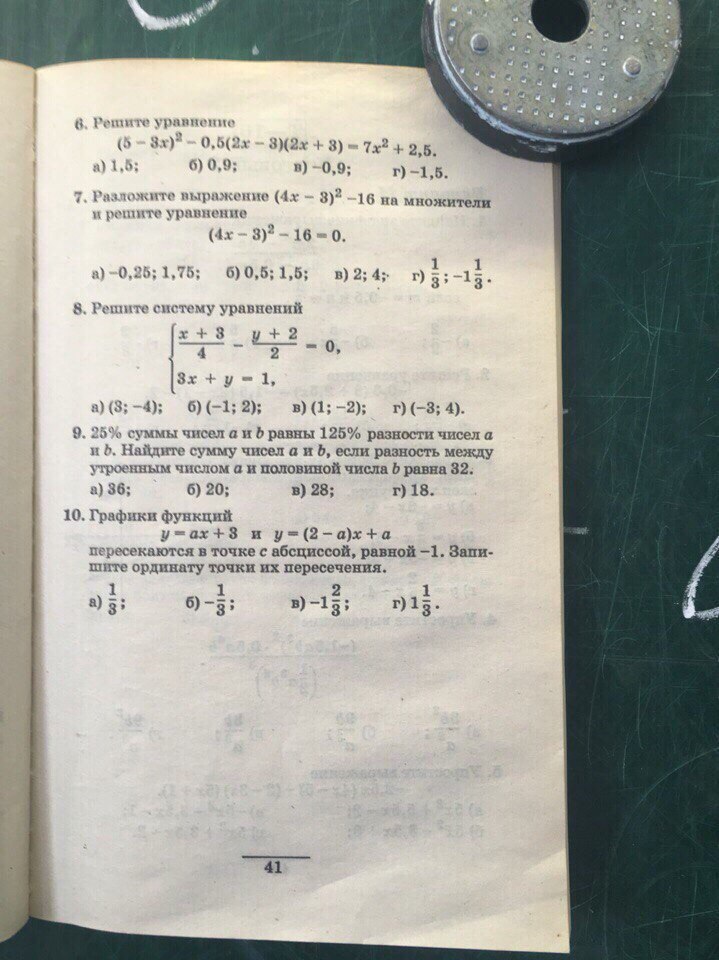 6. Решите уравнение
(5 − 3x)² − 0,5(2x − 3)(2x + 3) = 7x² + 2,5.
а) 1,5; б) 0,9; в) −0,9; г) −1,5.
7. Разложите выражение (4x − 3)² −16 на множители
и решите уравнение
(4x − 3)² − 16 = 0.
а) −0,25; 1,75; б) 0,5; 1,5; в) 2; 4; г) 1/3; −1 1/3.
8. Решите систему уравнений
{ (x + 3)/4 − (y + 2)/2 = 0,
3x + y = 1,
а) (3; −4); б) (−1; 2); в) (1; −2); г) (−3; 4).
9. 25% суммы чисел a и b равны 125% разности чисел a
и b. Найдите сумму чисел a и b, если разность между
утроенным числом a и половиной числа b равна 32.
а) 36; б) 20; в) 28; г) 18.
10. Графики функций
y = ax + 3 и y = (2 − a)x + a
пересекаются в точке с абсциссой, равной −1. Запи-
шите ординату точки их пересечения.
а) 1/3; б) −1/3; в) −1 2/3; г) 1 1/3.
41